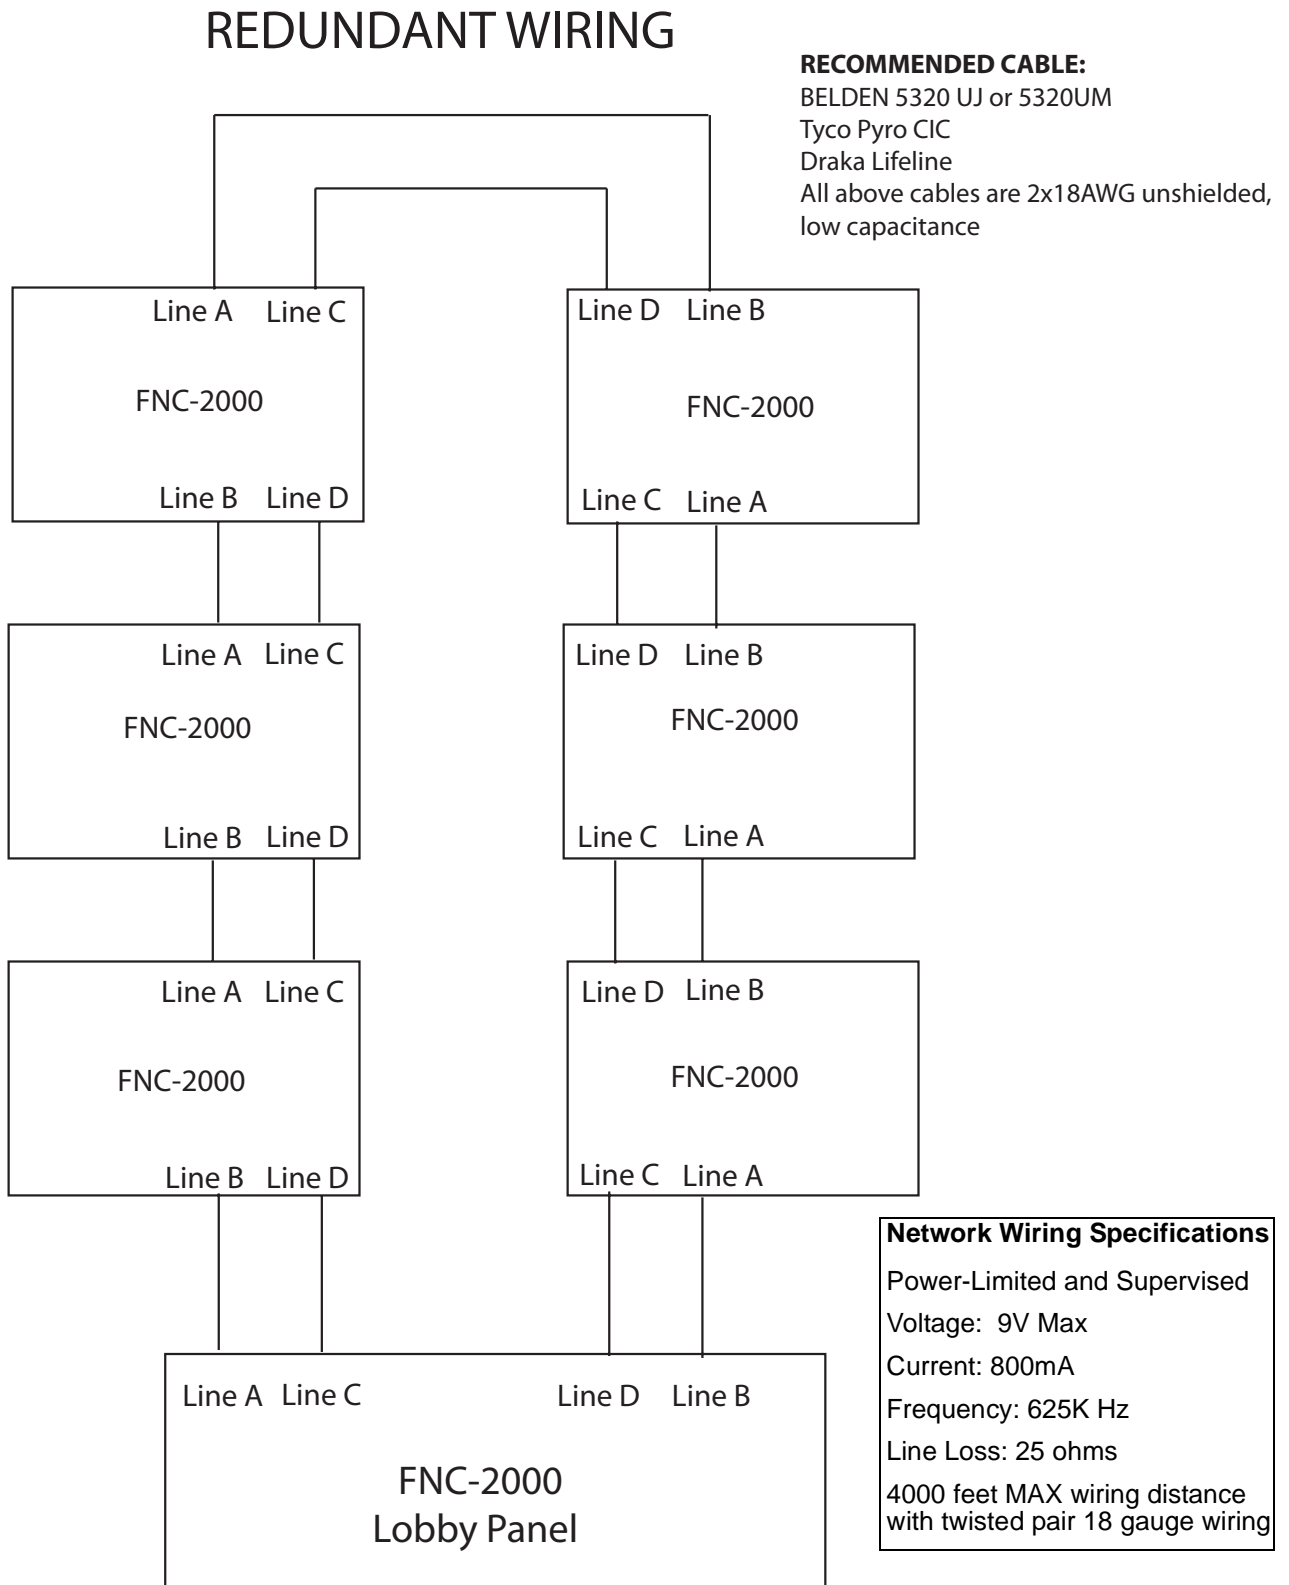 REDUNDANT WIRING
RECOMMENDED CABLE:
BELDEN 5320 UJ or 5320UM
Tyco Pyro CIC
Draka Lifeline
All above cables are 2x18AWG unshielded,
low capacitance
Line A Line C
FNC-2000
Line B Line D
Line D Line B
FNC-2000
Line C Line A
Line A Line C
FNC-2000
Line B Line D
Line D Line B
FNC-2000
Line C Line A
Line A Line C
FNC-2000
Line B Line D
Line D Line B
FNC-2000
Line C Line A
Line A Line C Line D Line B
FNC-2000
Lobby Panel
Network Wiring Specifications
Power-Limited and Supervised
Voltage: 9V Max
Current: 800mA
Frequency: 625K Hz
Line Loss: 25 ohms
4000 feet MAX wiring distance
with twisted pair 18 gauge wiring